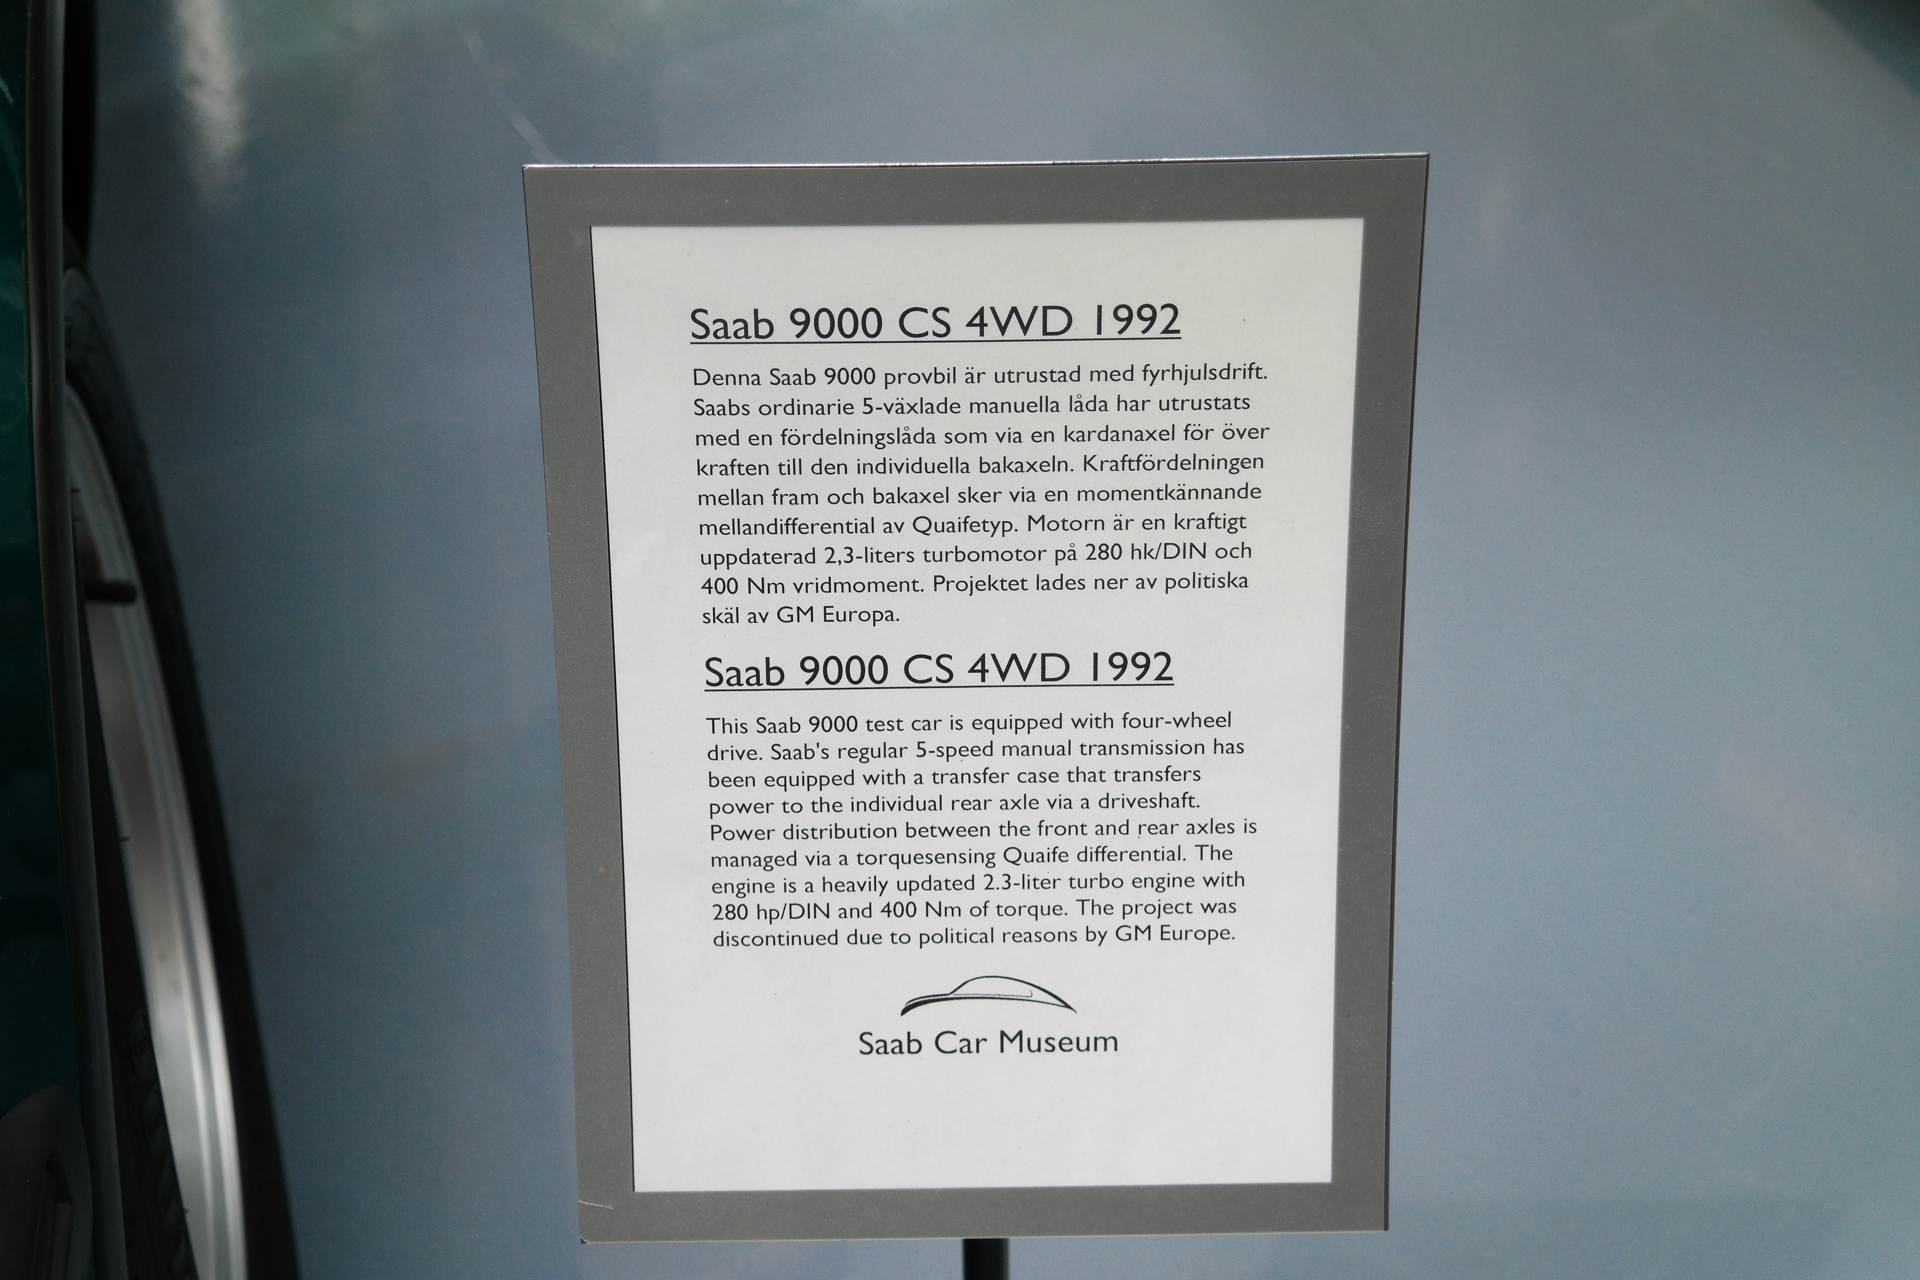 Saab 9000 CS 4WD 1992
Denna Saab 9000 provbil är utrustad med fyrhjulsdrift.
Saabs ordinarie 5-växlade manuella låda har utrustats
med en fördelningslåda som via en kardanaxel för över
kraften till den individuella bakaxeln. Kraftfördelningen
mellan fram och bakaxel sker via en momentkännande
mellandifferential av Quaifetyp. Motorn är en kraftigt
uppdaterad 2,3-liters turbomotor på 280 hk/DIN och
400 Nm vridmoment. Projektet lades ner av politiska
skäl av GM Europa.
Saab 9000 CS 4WD 1992
This Saab 9000 test car is equipped with four-wheel
drive. Saab's regular 5-speed manual transmission has
been equipped with a transfer case that transfers
power to the individual rear axle via a driveshaft.
Power distribution between the front and rear axles is
managed via a torquesensing Quaife differential. The
engine is a heavily updated 2.3-liter turbo engine with
280 hp/DIN and 400 Nm of torque. The project was
discontinued due to political reasons by GM Europe.
Saab Car Museum